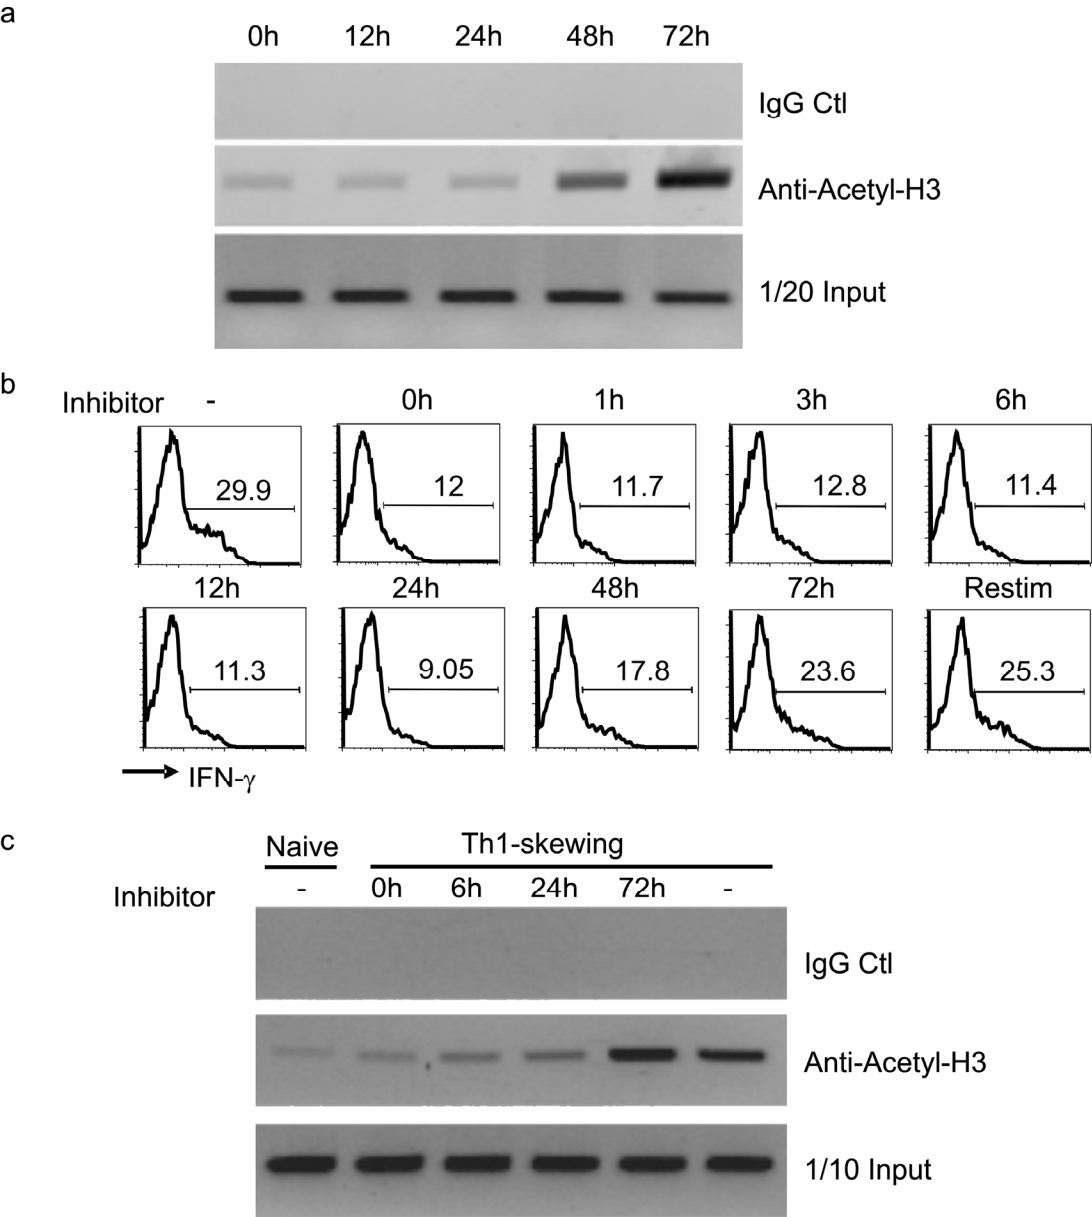 a
0h 12h 24h 48h 72h
IgG Ctl
Anti-Acetyl-H3
1/20 Input
b
Inhibitor - 0h 1h 3h 6h
29.9 12 11.7 12.8 11.4
12h 24h 48h 72h Restim
11.3 9.05 17.8 23.6 25.3
IFN-γ
c
Naive Th1-skewing
Inhibitor - 0h 6h 24h 72h -
IgG Ctl
Anti-Acetyl-H3
1/10 Input